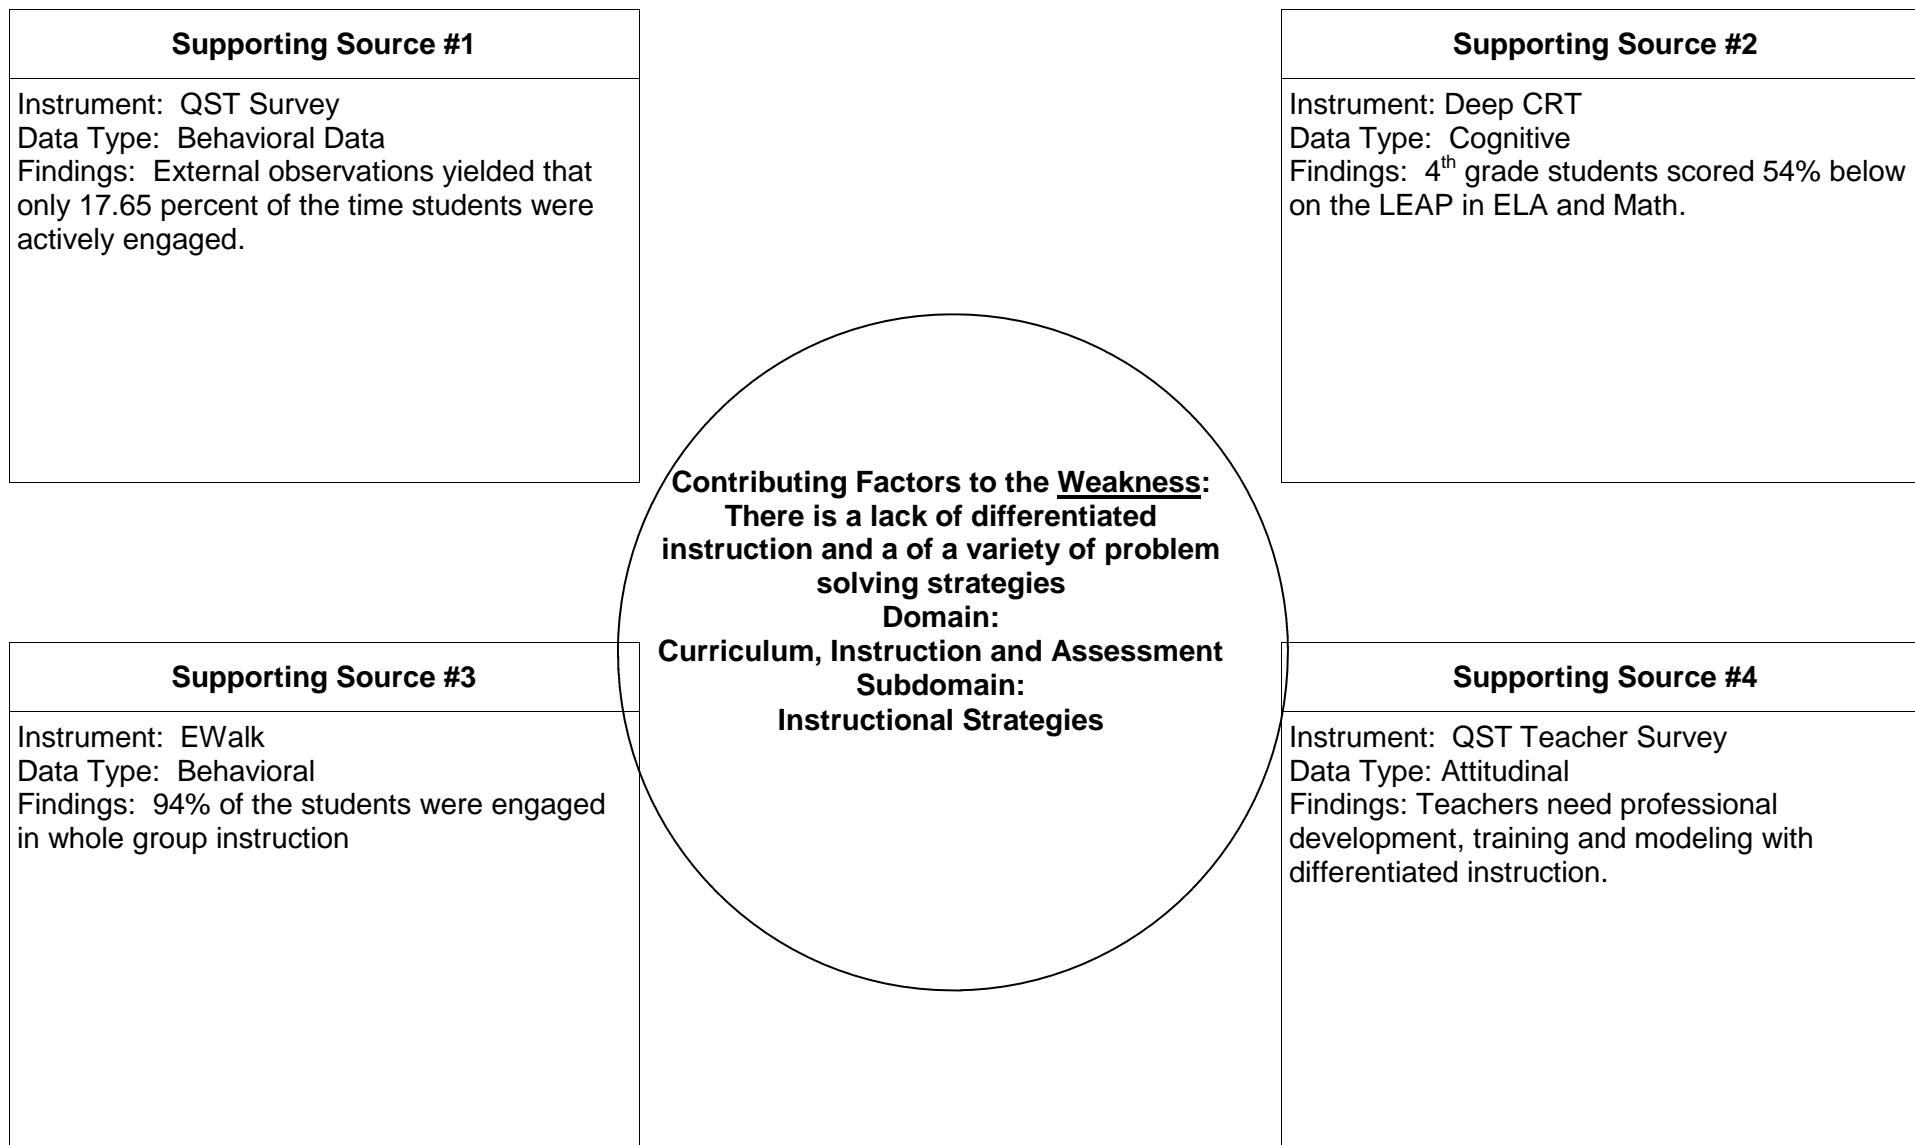 Supporting Source #1
Instrument:  QST Survey
Data Type:  Behavioral Data
Findings:  External observations yielded that
only 17.65 percent of the time students were
actively engaged.
Supporting Source #2
Instrument: Deep CRT
Data Type:  Cognitive
Findings:  4th grade students scored 54% below
on the LEAP in ELA and Math.
Contributing Factors to the Weakness:
There is a lack of differentiated
instruction and a of a variety of problem
solving strategies
Domain:
Curriculum, Instruction and Assessment
Subdomain:
Instructional Strategies
Supporting Source #3
Instrument:  EWalk
Data Type:  Behavioral
Findings:  94% of the students were engaged
in whole group instruction
Supporting Source #4
Instrument:  QST Teacher Survey
Data Type: Attitudinal
Findings: Teachers need professional
development, training and modeling with
differentiated instruction.